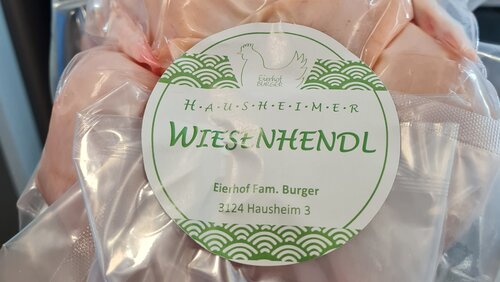 Eierhof
BURGER
HAUSHEIMER
WIESENHENDL
Eierhof Fam. Burger
3124 Hausheim 3